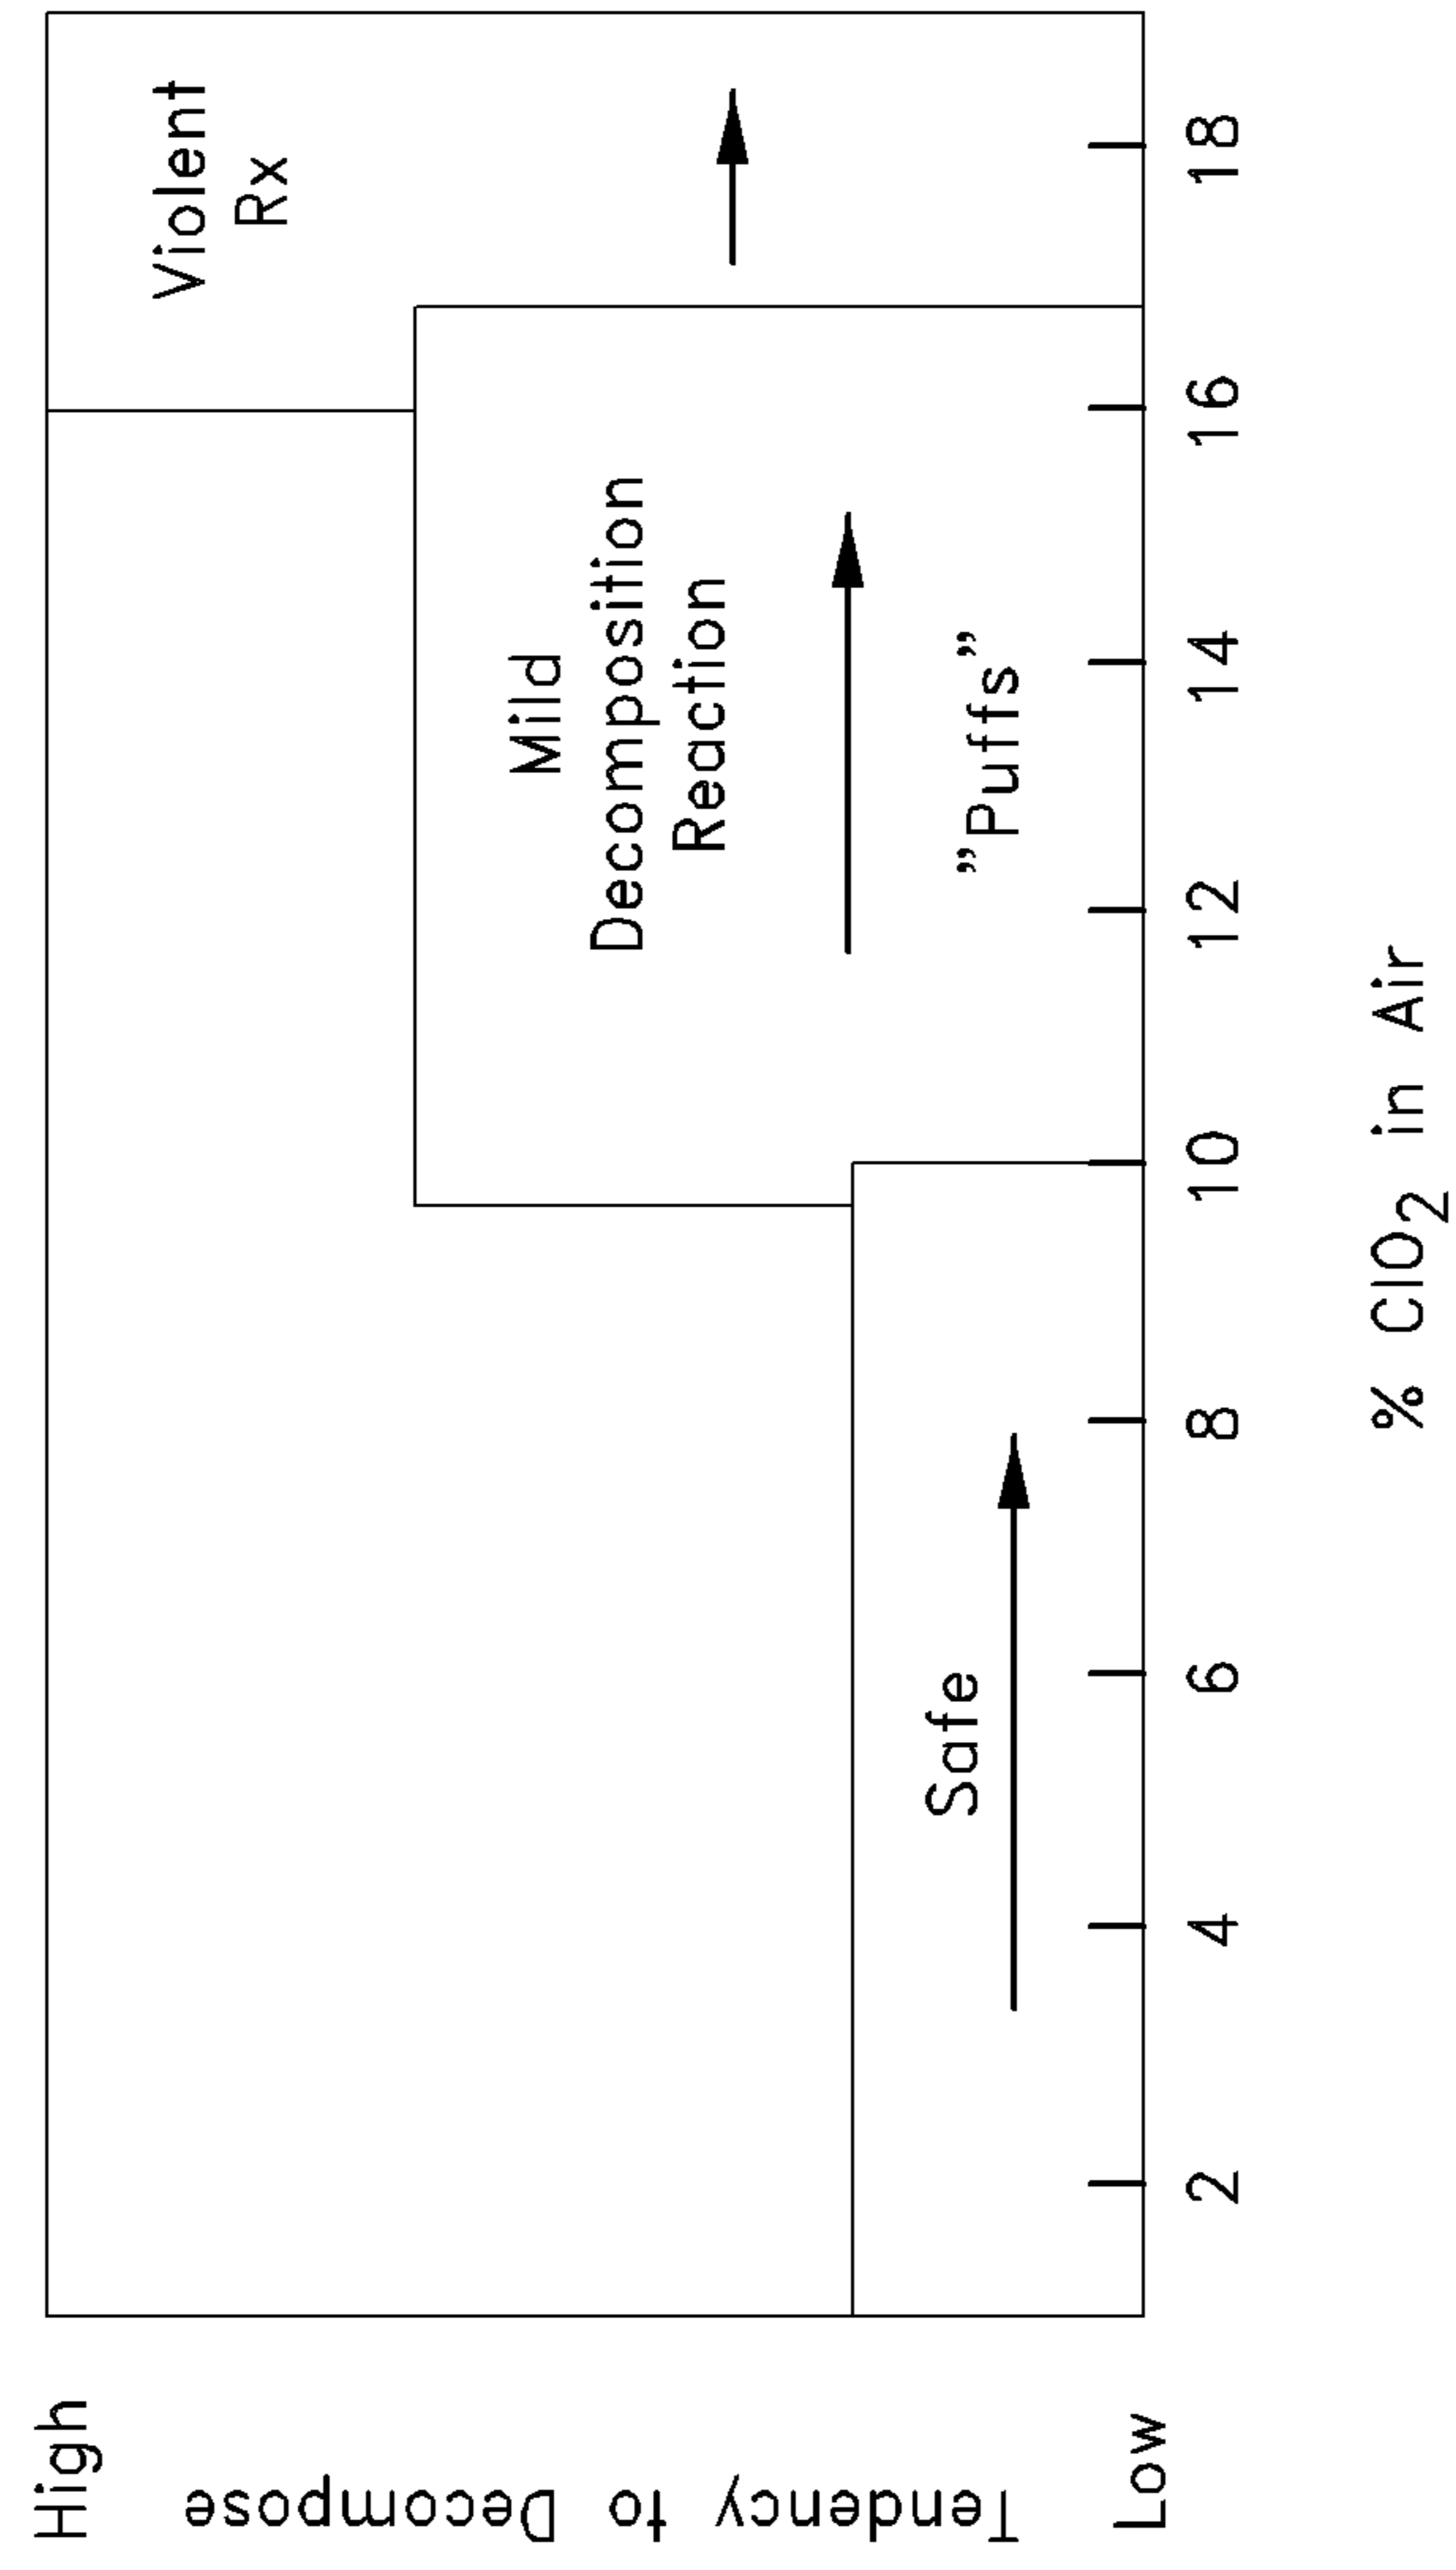 High
Tendency to Decompose
Low
Violent
Rx
Mild
Decomposition
Reaction
”Puffs”
Safe
2 4 6 8 10 12 14 16 18
% ClO₂ in Air